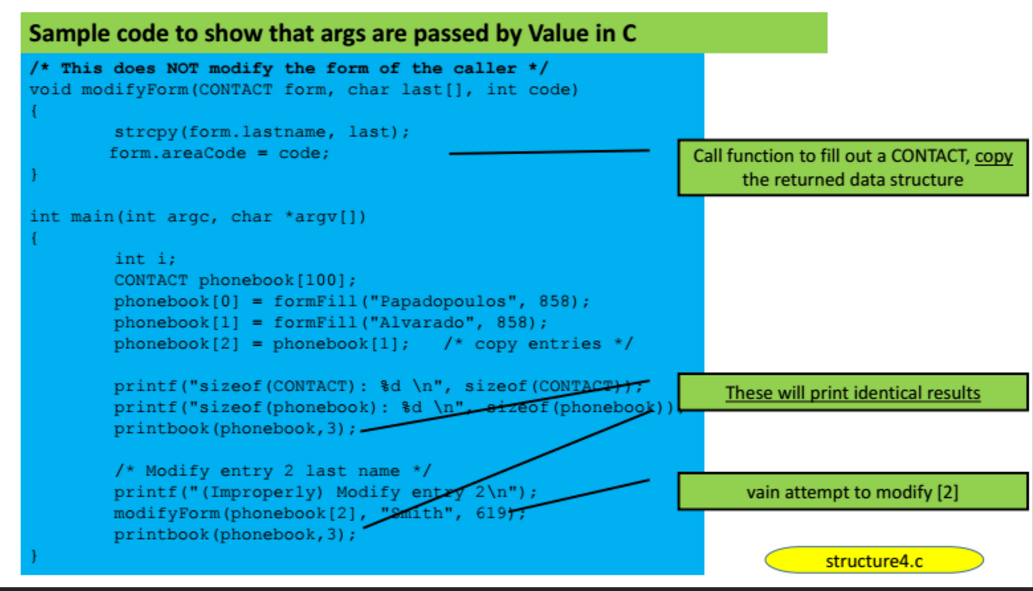 Sample code to show that args are passed by Value in C
/* This does NOT modify the form of the caller */
void modifyForm(CONTACT form, char last[], int code)
{
strcpy(form.lastname, last);
form.areaCode = code;
}
Call function to fill out a CONTACT, copy
the returned data structure
int main(int argc, char *argv[])
{
int i;
CONTACT phonebook[100];
phonebook[0] = formFill("Papadopoulos", 858);
phonebook[1] = formFill("Alvarado", 858);
phonebook[2] = phonebook[1];   /* copy entries */
printf("sizeof(CONTACT): %d \n", sizeof(CONTACT));
printf("sizeof(phonebook): %d \n", sizeof(phonebook));
printbook(phonebook,3);
These will print identical results
/* Modify entry 2 last name */
printf("(Improperly) Modify entry 2\n");
modifyForm(phonebook[2], "Smith", 619);
printbook(phonebook,3);
}
vain attempt to modify [2]
structure4.c